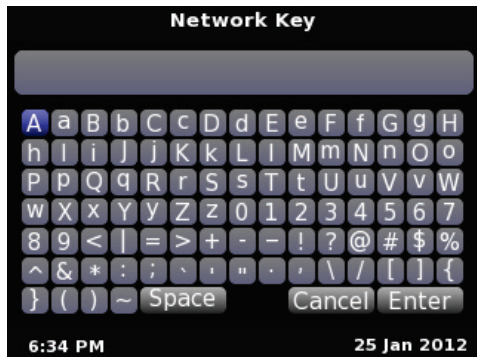 Network Key
A a B b C c D d E e F f G g H
h I i J j K k L l M m N n O o
P p Q q R r S s T t U u V v W
w X x Y y Z z 0 1 2 3 4 5 6 7
8 9 < | = > + - – ! ? @ # $ %
^ & * : ; ` ' " . , \ / [ ] {
} ( ) ~ Space Cancel Enter
6:34 PM 25 Jan 2012